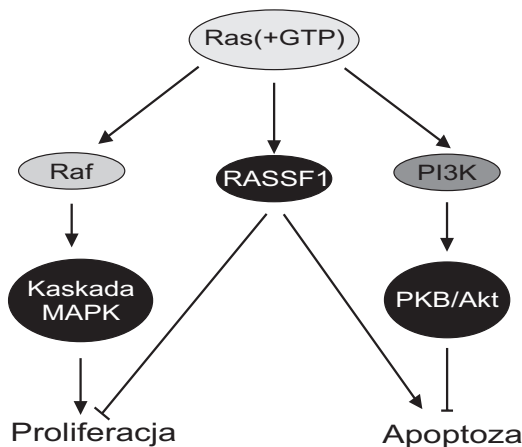 Ras(+GTP)
Raf
RASSF1
PI3K
Kaskada
MAPK
PKB/Akt
Proliferacja
Apoptoza